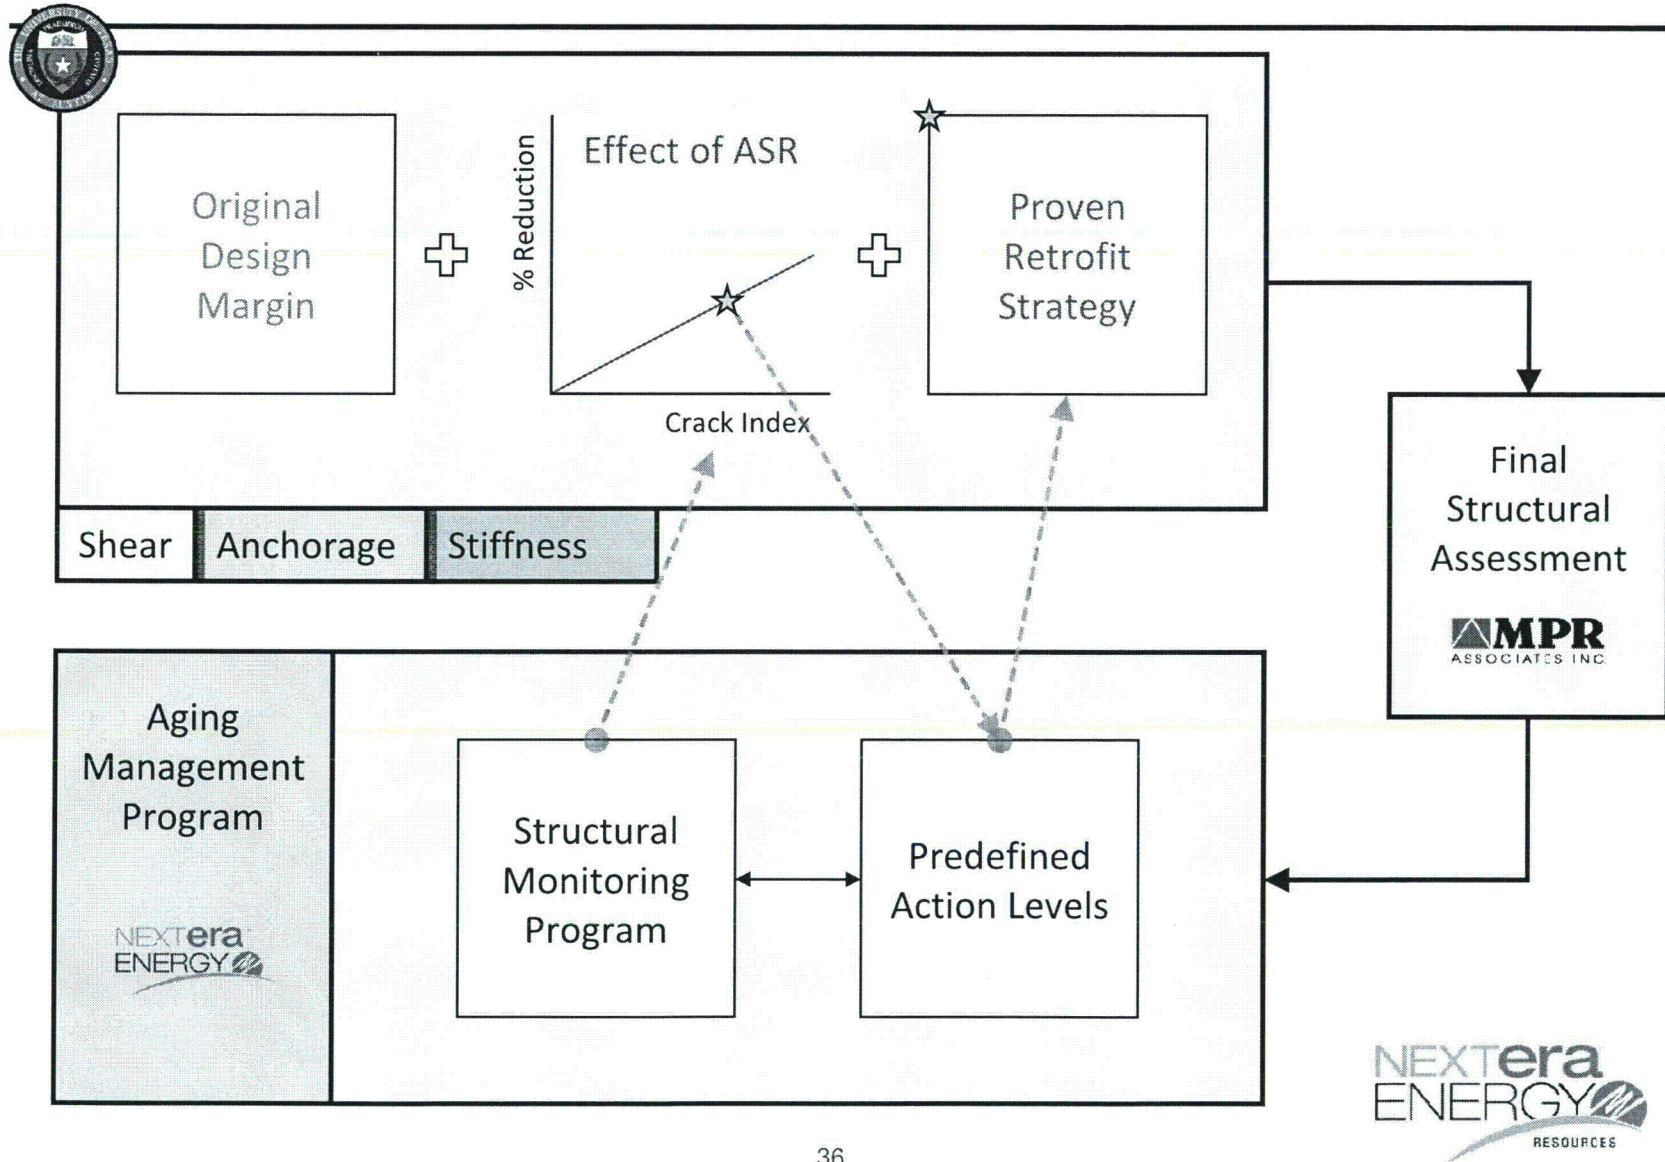 Original
Design
Margin
% Reduction
Effect of ASR
Crack Index
Proven
Retrofit
Strategy
Shear
Anchorage
Stiffness
Final
Structural
Assessment
MPR
ASSOCIATES INC
Aging
Management
Program
NEXTera
ENERGY
Structural
Monitoring
Program
Predefined
Action Levels
NEXTera
ENERGY
RESOURCES
36